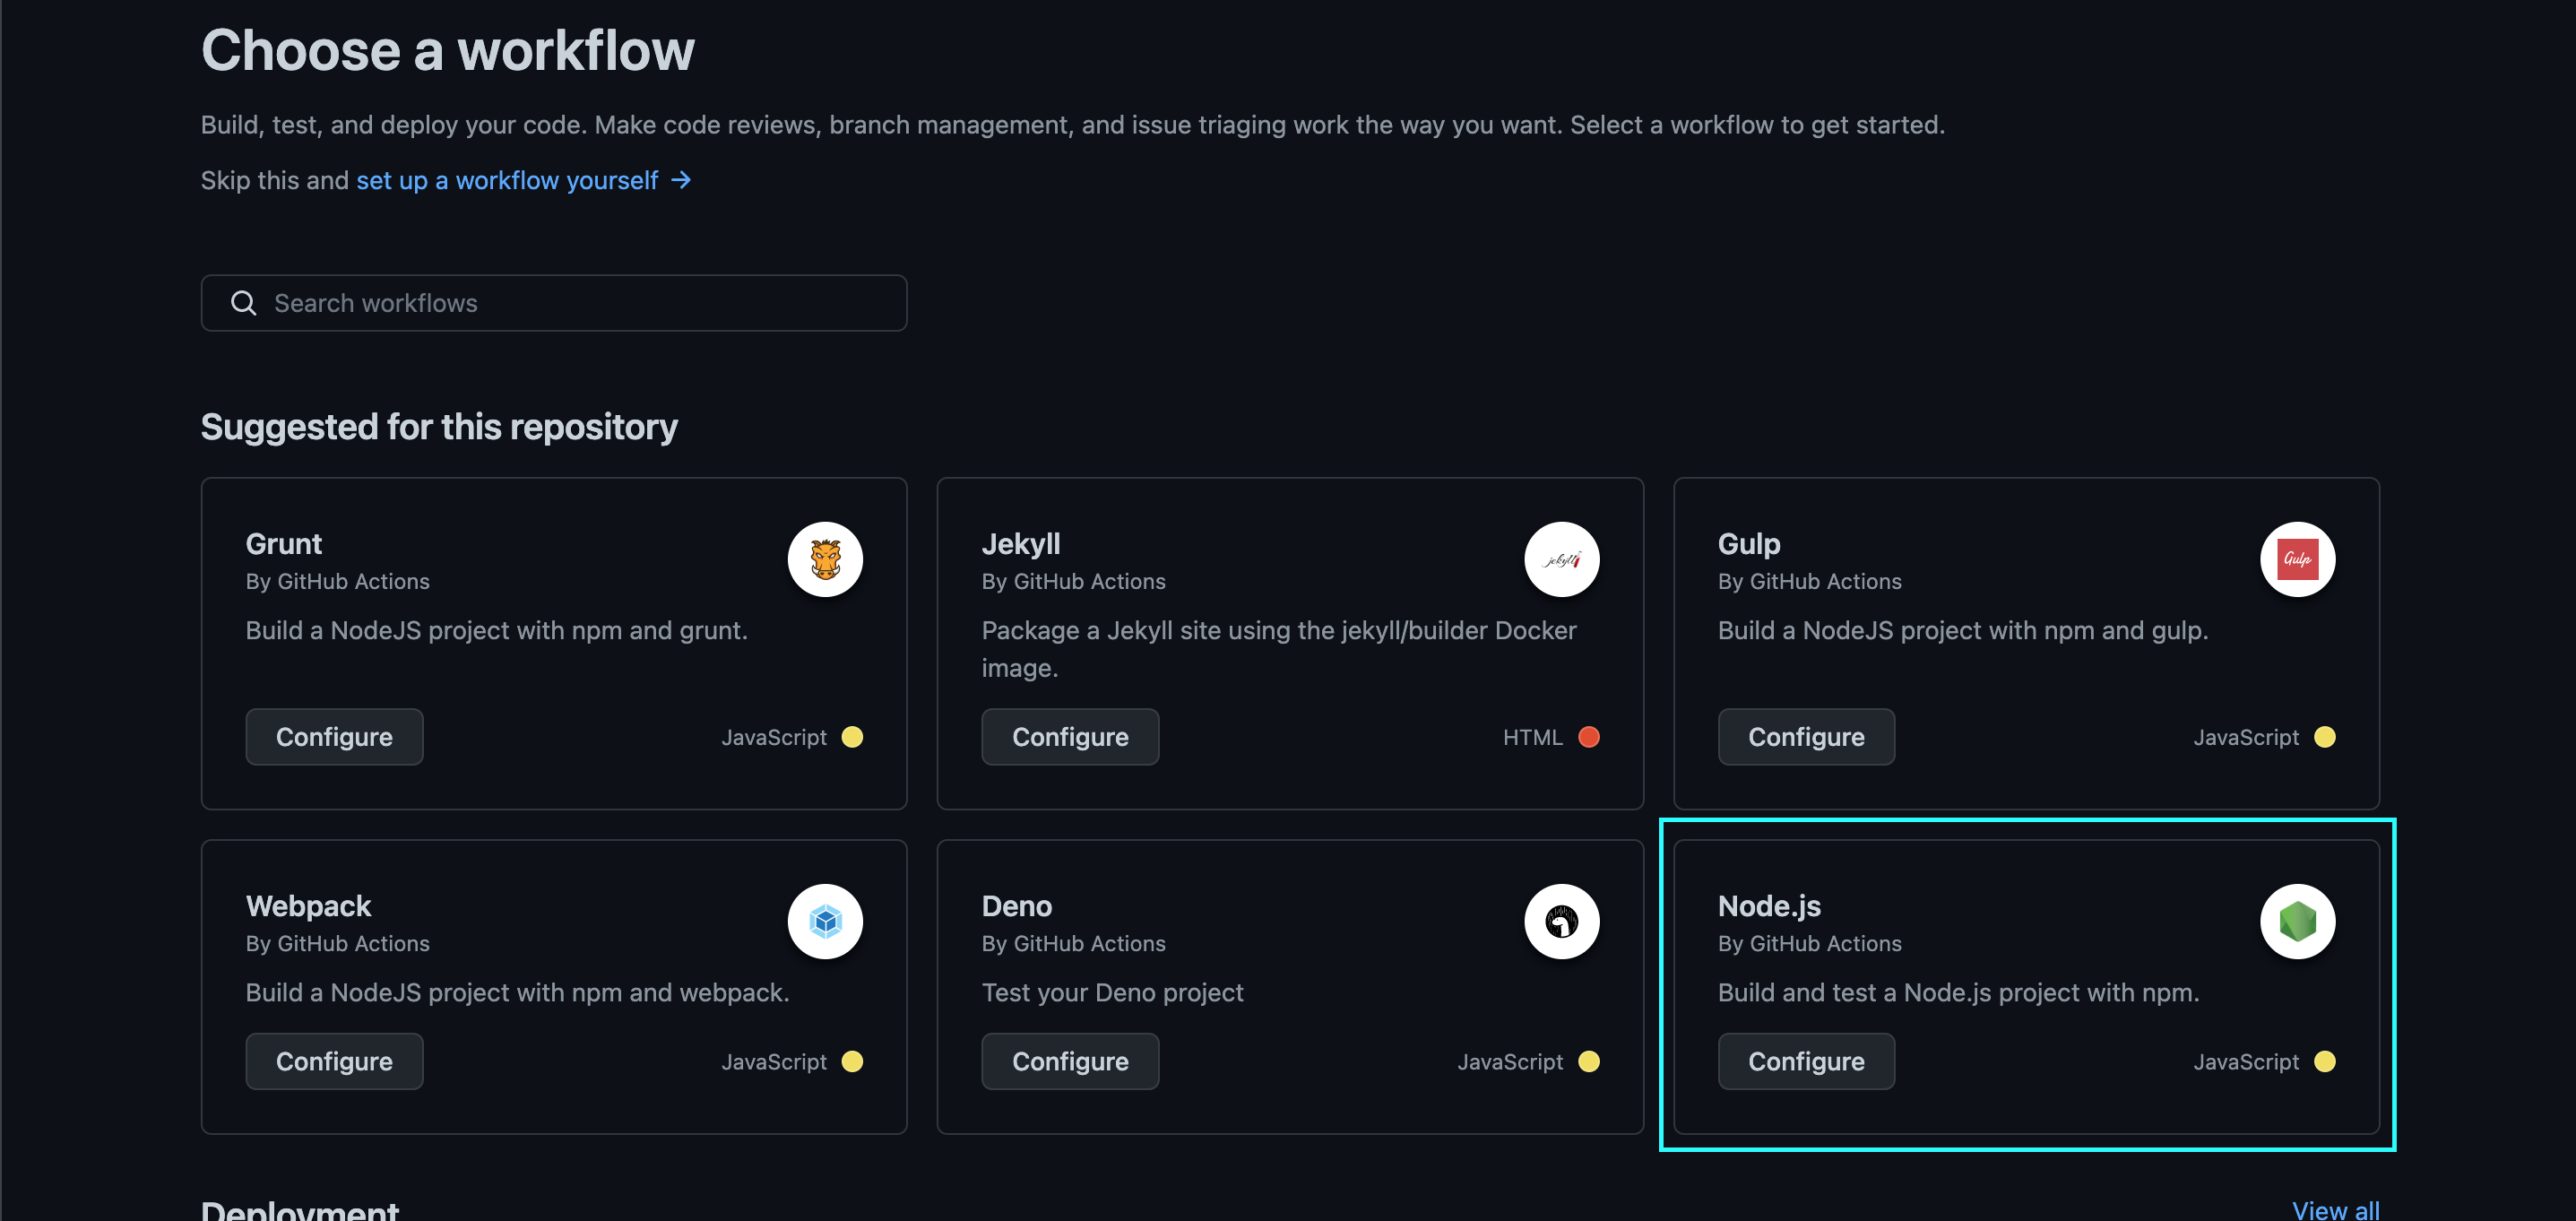 Choose a workflow
Build, test, and deploy your code. Make code reviews, branch management, and issue triaging work the way you want. Select a workflow to get started.
Skip this and set up a workflow yourself →
Search workflows
Suggested for this repository
Grunt
By GitHub Actions
Build a NodeJS project with npm and grunt.
Configure
JavaScript
Jekyll
By GitHub Actions
jekyll
Package a Jekyll site using the jekyll/builder Docker
image.
Configure
HTML
Gulp
By GitHub Actions
Gulp
Build a NodeJS project with npm and gulp.
Configure
JavaScript
Webpack
By GitHub Actions
Build a NodeJS project with npm and webpack.
Configure
JavaScript
Deno
By GitHub Actions
Test your Deno project
Configure
JavaScript
Node.js
By GitHub Actions
Build and test a Node.js project with npm.
Configure
JavaScript
Deployment
View all